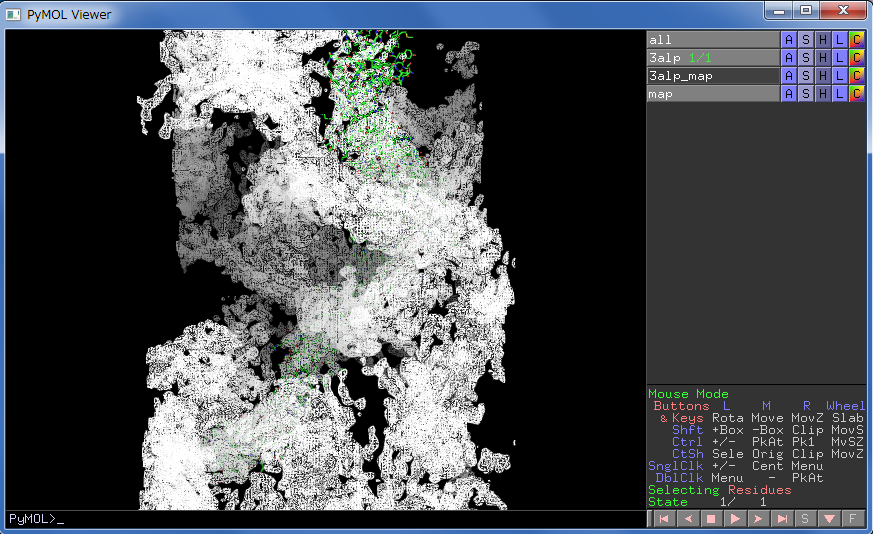 PyMOL Viewer
all A S H L C
3alp 1/1 A S H L C
3alp_map A S H L C
map A S H L C
Mouse Mode
Buttons L M R Wheel
& Keys Rota Move MovZ Slab
Shft +Box -Box Clip MovS
Ctrl +/- PkAt Pk1 MvSZ
CtSh Sele Orig Clip MovZ
SnglClk +/- Cent Menu
DblClk Menu - PkAt
Selecting Residues
State 1/ 1
PyMOL>_
S F